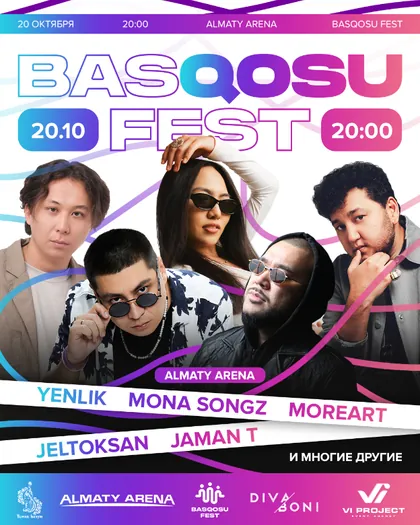 20 ОКТЯБРЯ 20:00 ALMATY ARENA BASQOSU FEST
BASQOSU
20.10 FEST 20:00
ALMATY ARENA
YENLIK MONA SONGZ MOREART
JELTOKSAN JAMAN T
И МНОГИЕ ДРУГИЕ
ALMATY ARENA
BASQOSU
FEST
DIVA
BONI
VI PROJECT